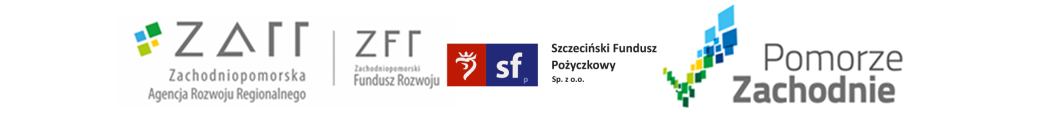 ZARR
Zachodniopomorska
Agencja Rozwoju Regionalnego
ZFR
Zachodniopomorski
Fundusz Rozwoju
sf
p
Szczeciński Fundusz
Pożyczkowy
Sp. z o.o.
Pomorze
Zachodnie